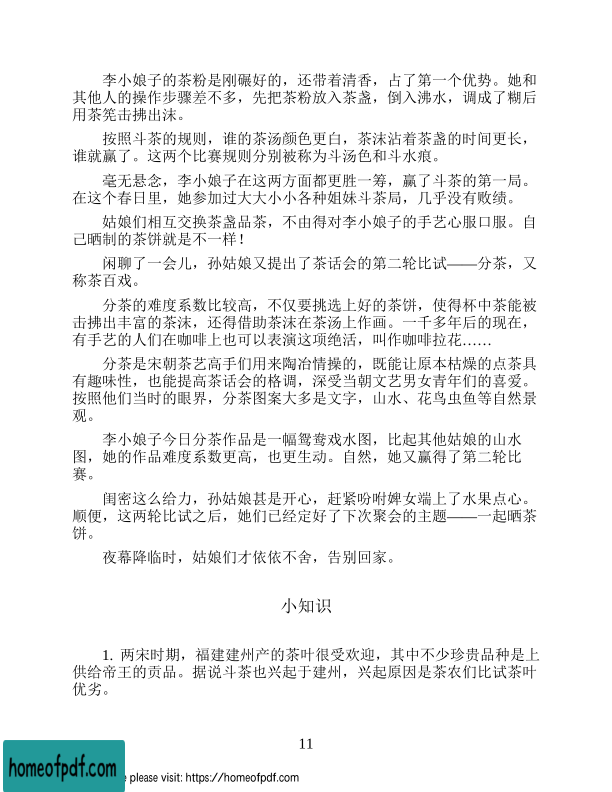 李小娘子的茶粉是刚碾好的，还带着清香，占了第一个优势。她和
其他人的操作步骤差不多，先把茶粉放入茶盏，倒入沸水，调成了糊后
用茶筅击拂出沫。
按照斗茶的规则，谁的茶汤颜色更白，茶沫沾着茶盏的时间更长，
谁就赢了。这两个比赛规则分别被称为斗汤色和斗水痕。
毫无悬念，李小娘子在这两方面都更胜一筹，赢了斗茶的第一局。
在这个春日里，她参加过大大小小各种姐妹斗茶局，几乎没有败绩。
姑娘们相互交换茶盏品茶，不由得对李小娘子的手艺心服口服。自
己晒制的茶饼就是不一样！
闲聊了一会儿，孙姑娘又提出了茶话会的第二轮比试——分茶，又
称茶百戏。
分茶的难度系数比较高，不仅要挑选上好的茶饼，使得杯中茶能被
击拂出丰富的茶沫，还得借助茶沫在茶汤上作画。一千多年后的现在，
有手艺的人们在咖啡上也可以表演这项绝活，叫作咖啡拉花……
分茶是宋朝茶艺高手们用来陶冶情操的，既能让原本枯燥的点茶具
有趣味性，也能提高茶话会的格调，深受当朝文艺男女青年们的喜爱。
按照他们当时的眼界，分茶图案大多是文字，山水、花鸟虫鱼等自然景
观。
李小娘子今日分茶作品是一幅鸳鸯戏水图，比起其他姑娘的山水
图，她的作品难度系数更高，也更生动。自然，她又赢得了第二轮比
赛。
闺密这么给力，孙姑娘甚是开心，赶紧吩咐婢女端上了水果点心。
顺便，这两轮比试之后，她们已经定好了下次聚会的主题——一起晒茶
饼。
夜幕降临时，姑娘们才依依不舍，告别回家。
小知识
1. 两宋时期，福建建州产的茶叶很受欢迎，其中不少珍贵品种是上
供给帝王的贡品。据说斗茶也兴起于建州，兴起原因是茶农们比试茶叶
优劣。
11
homeofpdf.com
please visit: https://homeofpdf.com